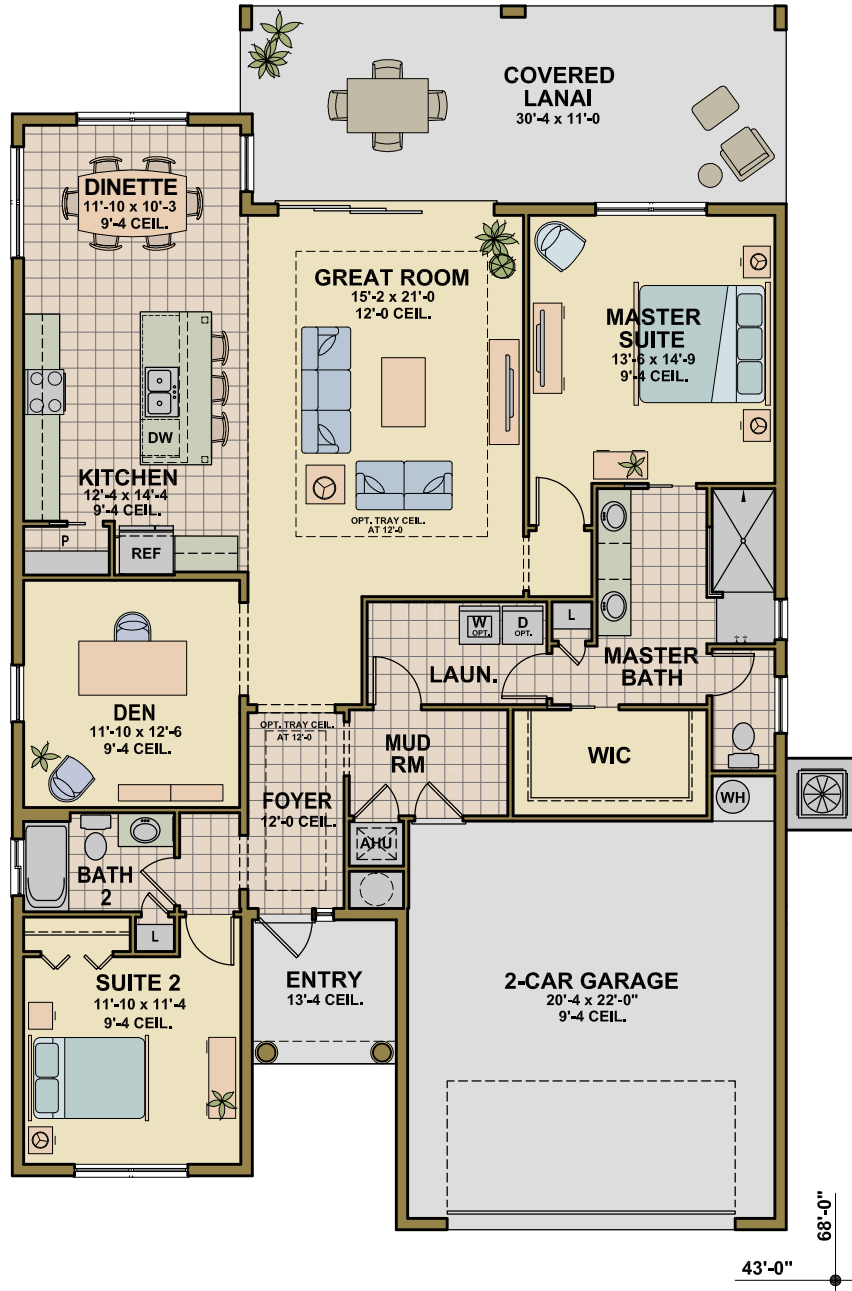 COVERED
LANAI
30'-4 x 11'-0
DINETTE
11'-10 x 10'-3
9'-4 CEIL.
GREAT ROOM
15'-2 x 21'-0
12'-0 CEIL.
MASTER
SUITE
13'-6 x 14'-9
9'-4 CEIL.
DW
KITCHEN
12'-4 x 14'-4
9'-4 CEIL.
OPT. TRAY CEIL.
AT 12'-0
P
REF
W
OPT.
D
OPT.
L
LAUN.
MASTER
BATH
DEN
11'-10 x 12'-6
9'-4 CEIL.
OPT. TRAY CEIL.
AT 12'-0
MUD
RM
WIC
FOYER
12'-0 CEIL.
WH
AHU
BATH
2
L
SUITE 2
11'-10 x 11'-4
9'-4 CEIL.
ENTRY
13'-4 CEIL.
2-CAR GARAGE
20'-4 x 22'-0"
9'-4 CEIL.
68'-0"
43'-0"